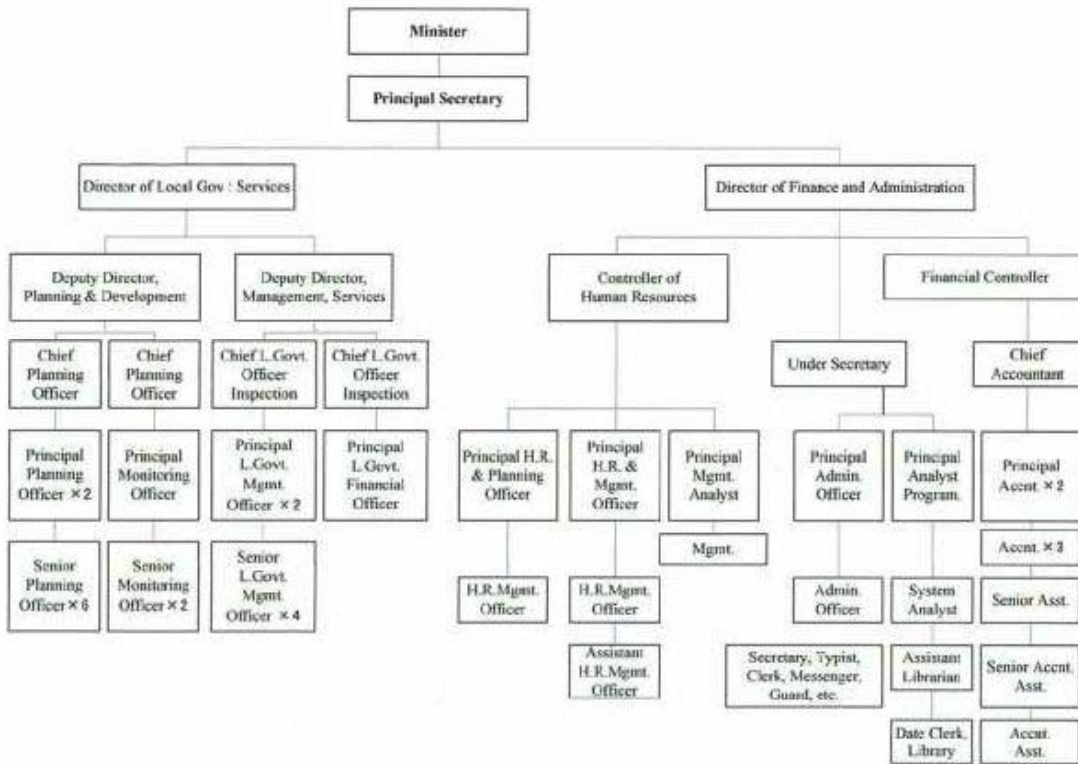 Minister
Principal Secretary
Director of Local Gov : Services
Director of Finance and Administration
Deputy Director,
Planning & Development
Deputy Director,
Management, Services
Controller of
Human Resources
Financial Controller
Chief
Planning
Officer
Chief
Planning
Officer
Chief L.Govt.
Officer
Inspection
Chief L.Govt.
Officer
Inspection
Under Secretary
Chief
Accountant
Principal
Planning
Officer ×2
Principal
Monitoring
Officer
Principal
L.Govt.
Mgmt.
Officer ×2
Principal
L.Govt.
Financial
Officer
Principal H.R.
& Planning
Officer
Principal
H.R. &
Mgmt.
Officer
Principal
Mgmt.
Analyst
Principal
Admin.
Officer
Principal
Analyst
Program.
Principal
Accnt. ×2
Mgmt.
Accnt. ×3
Senior
Planning
Officer×6
Senior
Monitoring
Officer×2
Senior
L.Govt.
Mgmt.
Officer ×4
H.R.Mgmt.
Officer
H.R.Mgmt.
Officer
Admin.
Officer
System
Analyst
Senior Asst.
Assistant
H.R.Mgmt.
Officer
Secretary, Typist,
Clerk, Messenger,
Guard, etc.
Assistant
Librarian
Senior Accnt.
Asst.
Date Clerk,
Library
Accnt.
Asst.